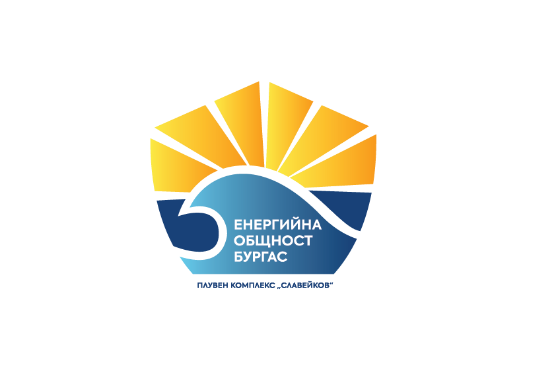 ЕНЕРГИЙНА
ОБЩНОСТ
БУРГАС
ПЛУВЕН КОМПЛЕКС „СЛАВЕЙКОВ“